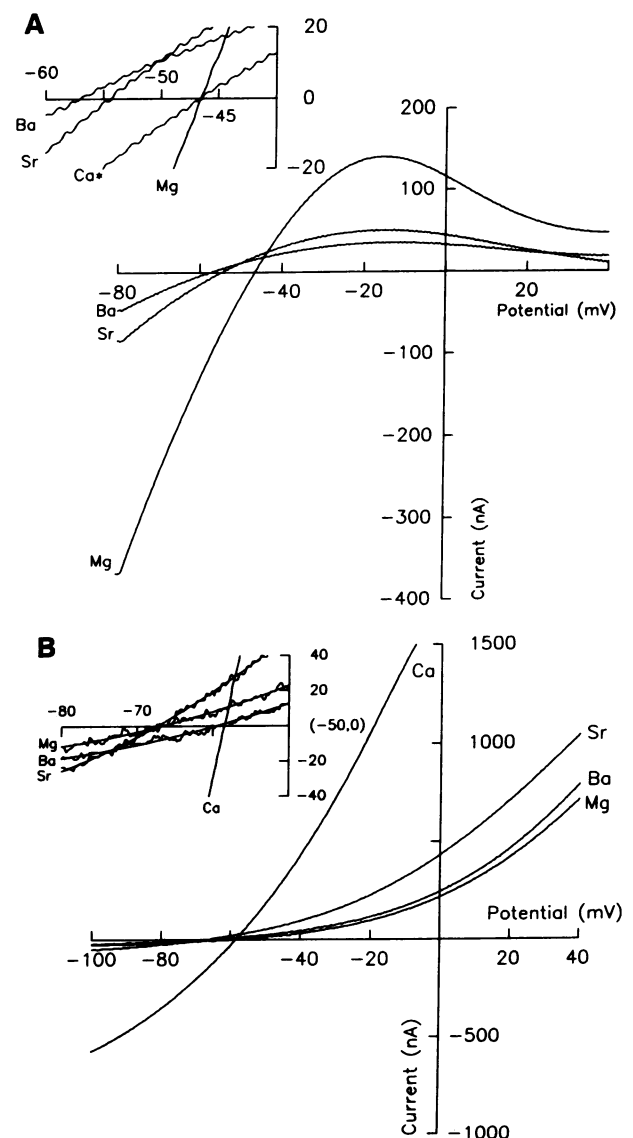 A
20
-60
-50
0
-45
Ba
Sr
Ca*
Mg
-20
200
100
-80
-40
-20
20
Potential (mV)
Ba
Sr
-100
-200
-300
Mg
-400
Current (nA)
B
1500
40
Ca
-80
-70
20
(-50,0)
Mg
Ba
Sr
-20
Ca
-40
Sr
1000
Ba
Mg
Potential (mV)
-100
-80
-40
-20
20
40
-500
Current (nA)
-1000